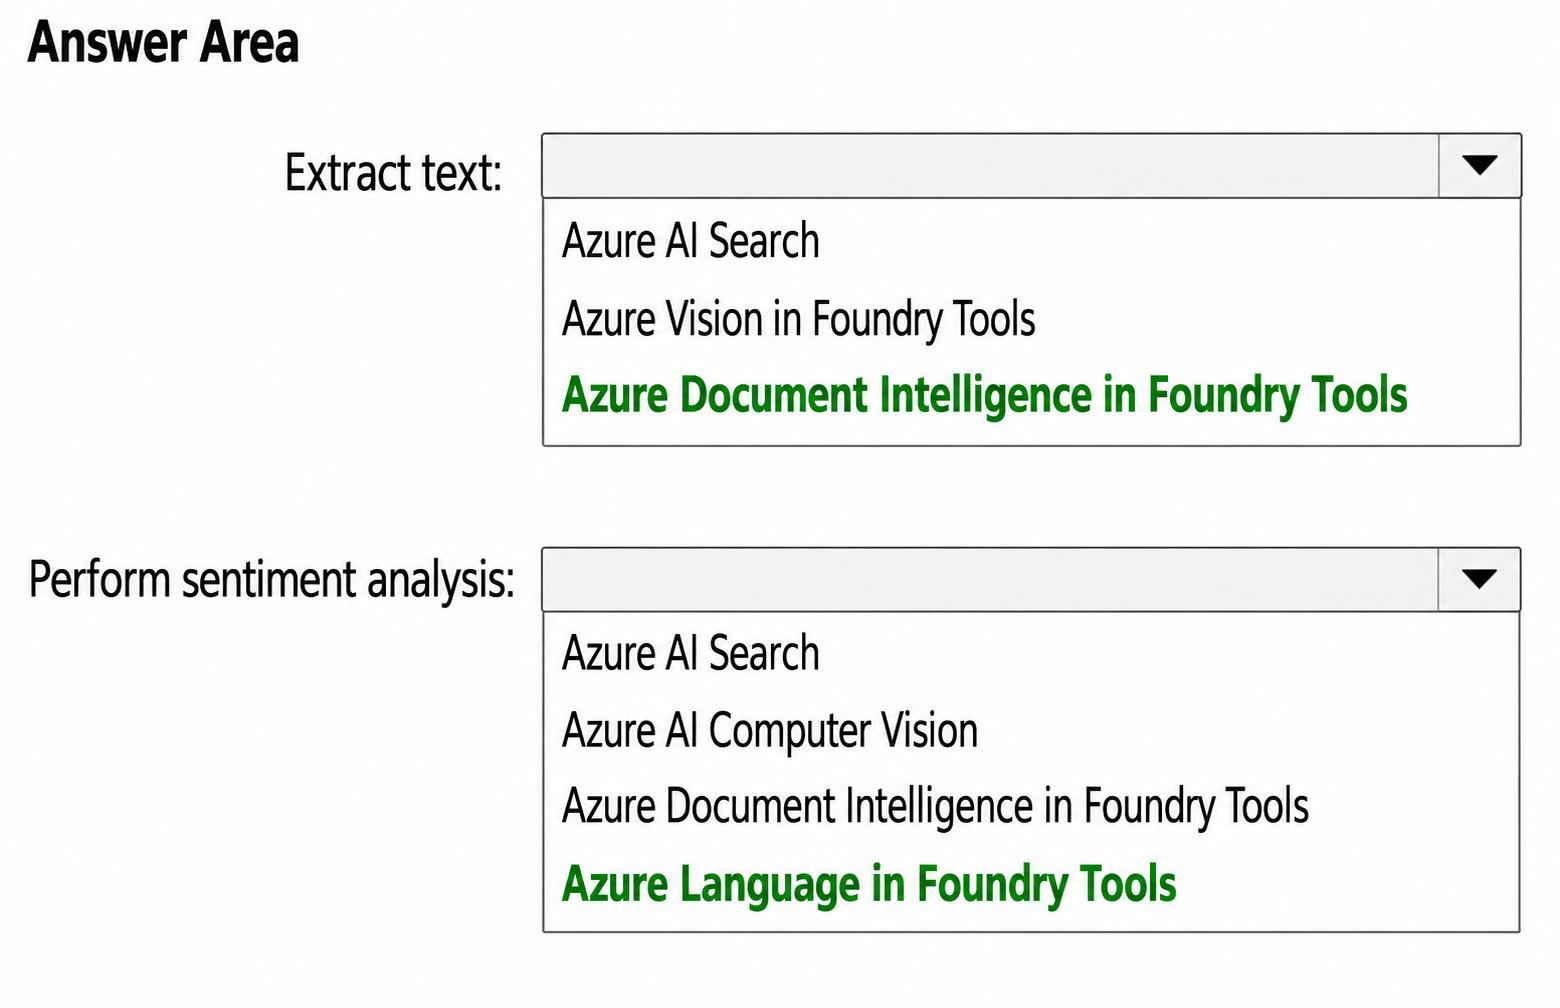 Answer Area
Extract text:
Azure AI Search
Azure Vision in Foundry Tools
Azure Document Intelligence in Foundry Tools
Perform sentiment analysis:
Azure AI Search
Azure AI Computer Vision
Azure Document Intelligence in Foundry Tools
Azure Language in Foundry Tools